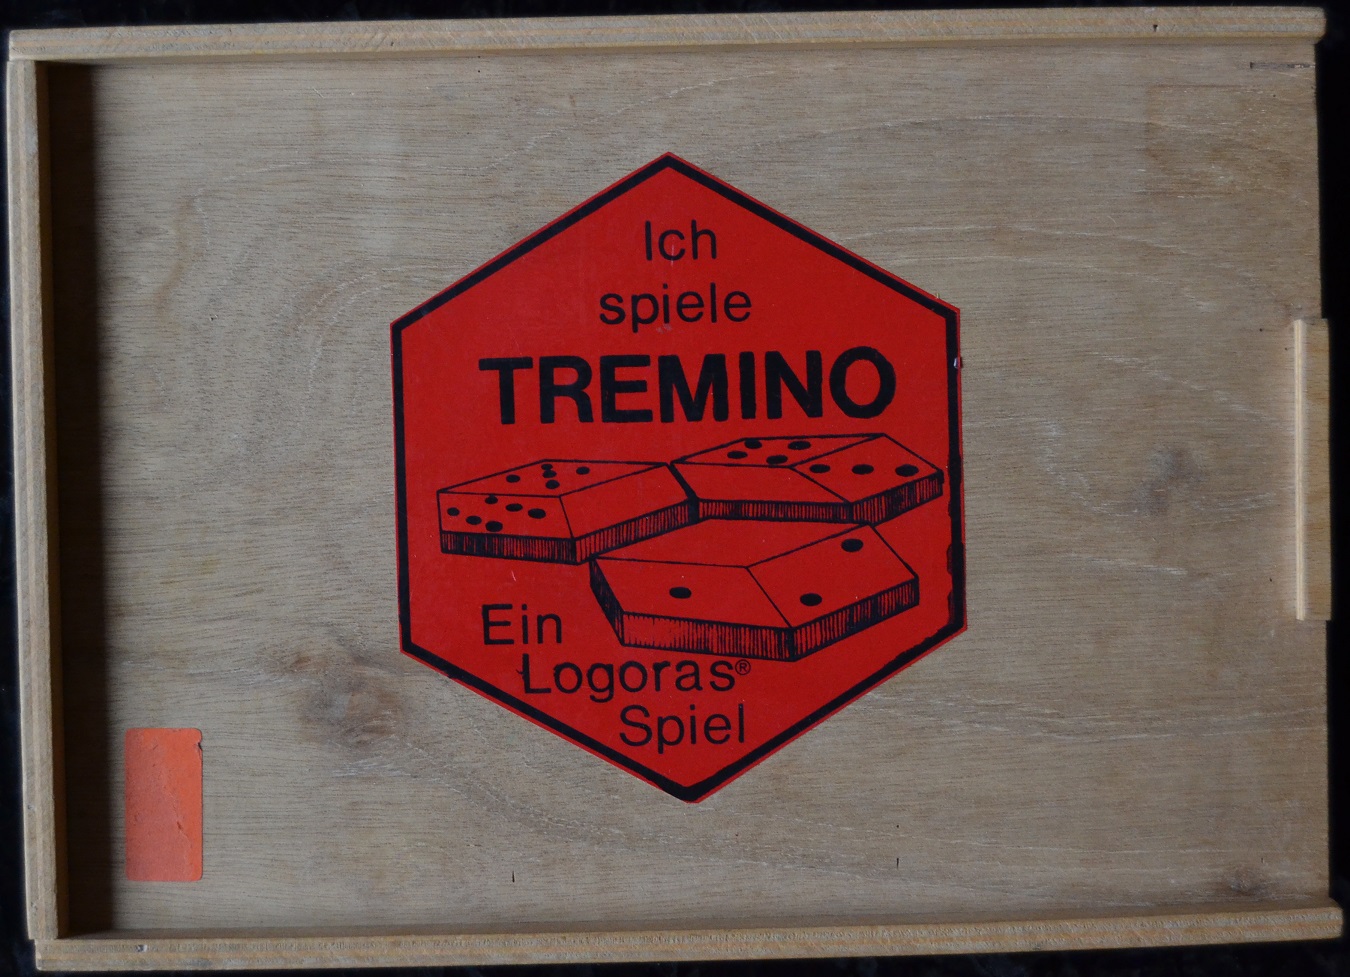 Ich
spiele
TREMINO
Ein
Logoras®
Spiel